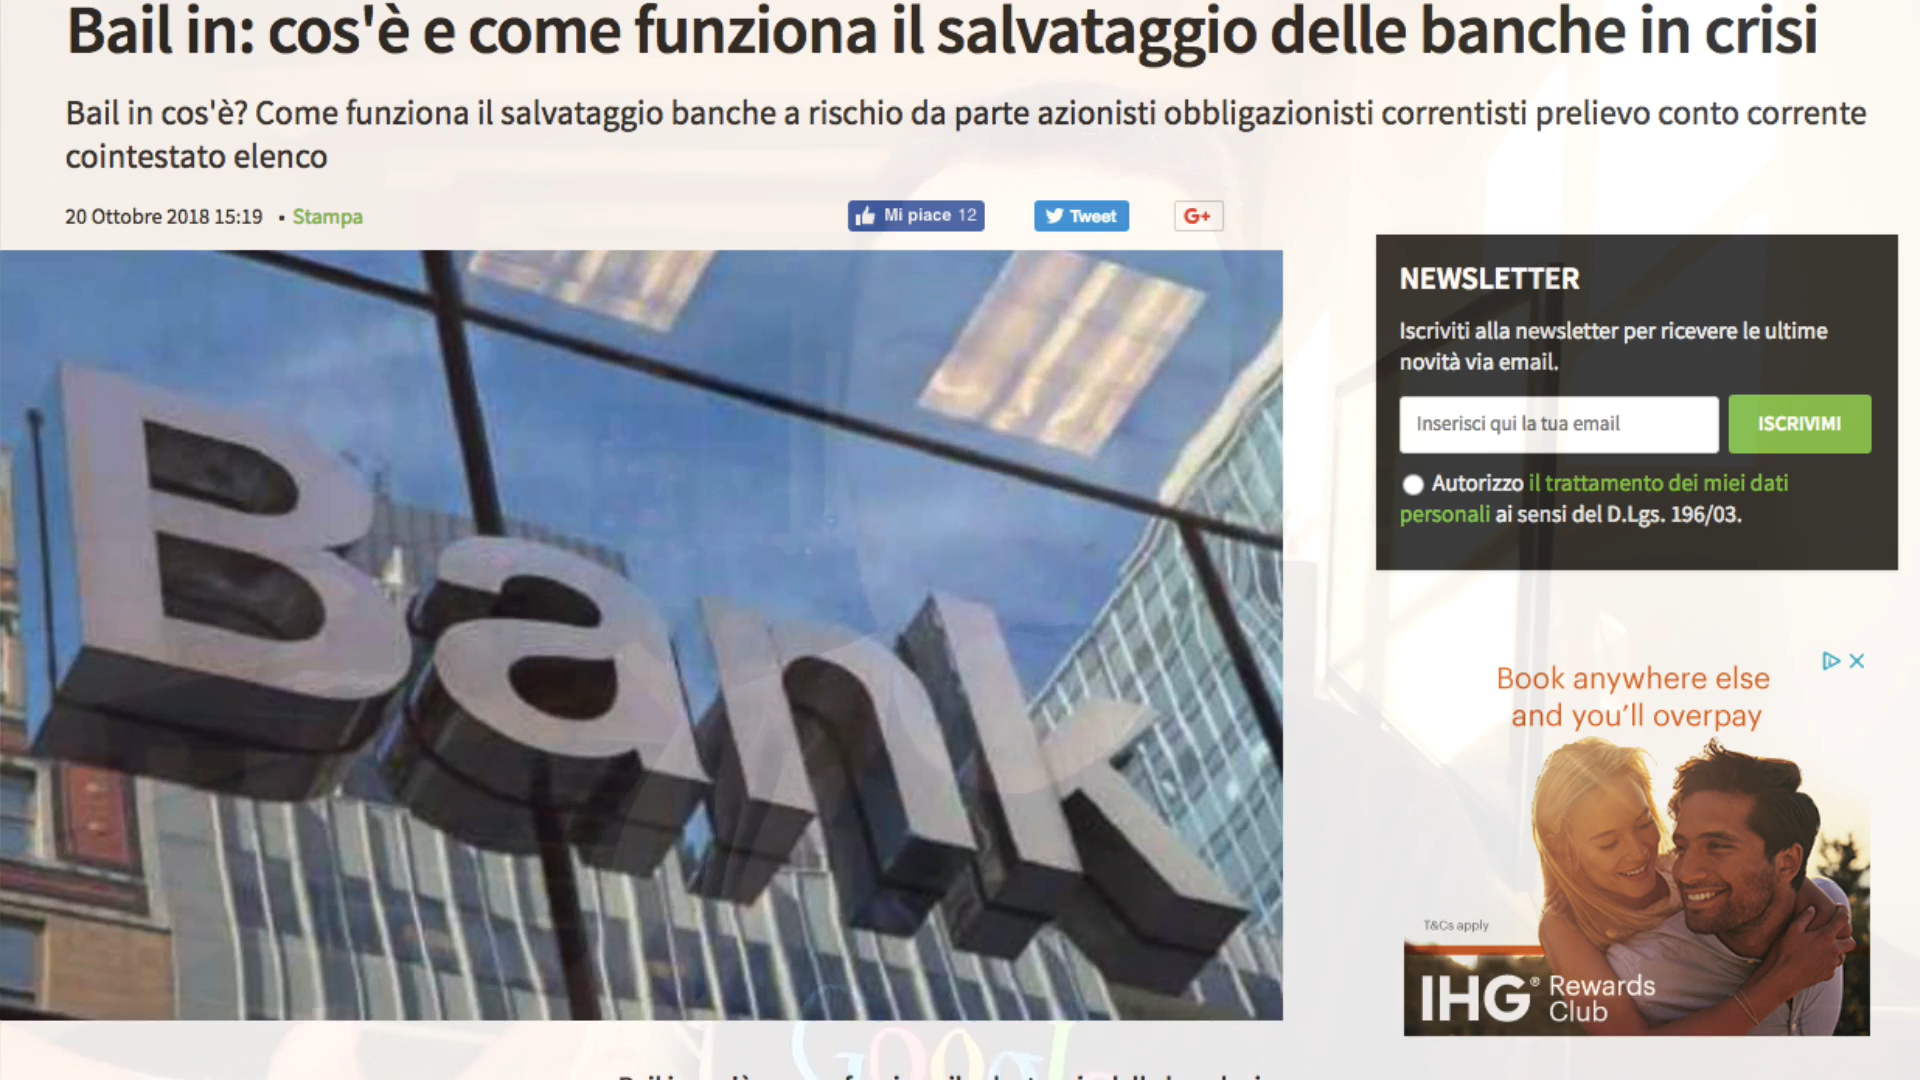 Bail in: cos'è e come funziona il salvataggio delle banche in crisi
Bail in cos'è? Come funziona il salvataggio banche a rischio da parte azionisti obbligazionisti correntisti prelievo conto corrente
cointestato elenco
20 Ottobre 2018 15:19 • Stampa
Mi piace 12
Tweet
G+
Bank
NEWSLETTER
Iscriviti alla newsletter per ricevere le ultime
novità via email.
Inserisci qui la tua email
ISCRIVIMI
Autorizzo il trattamento dei miei dati
personali ai sensi del D.Lgs. 196/03.
Book anywhere else
and you'll overpay
T&Cs apply
IHG® Rewards
Club
Google